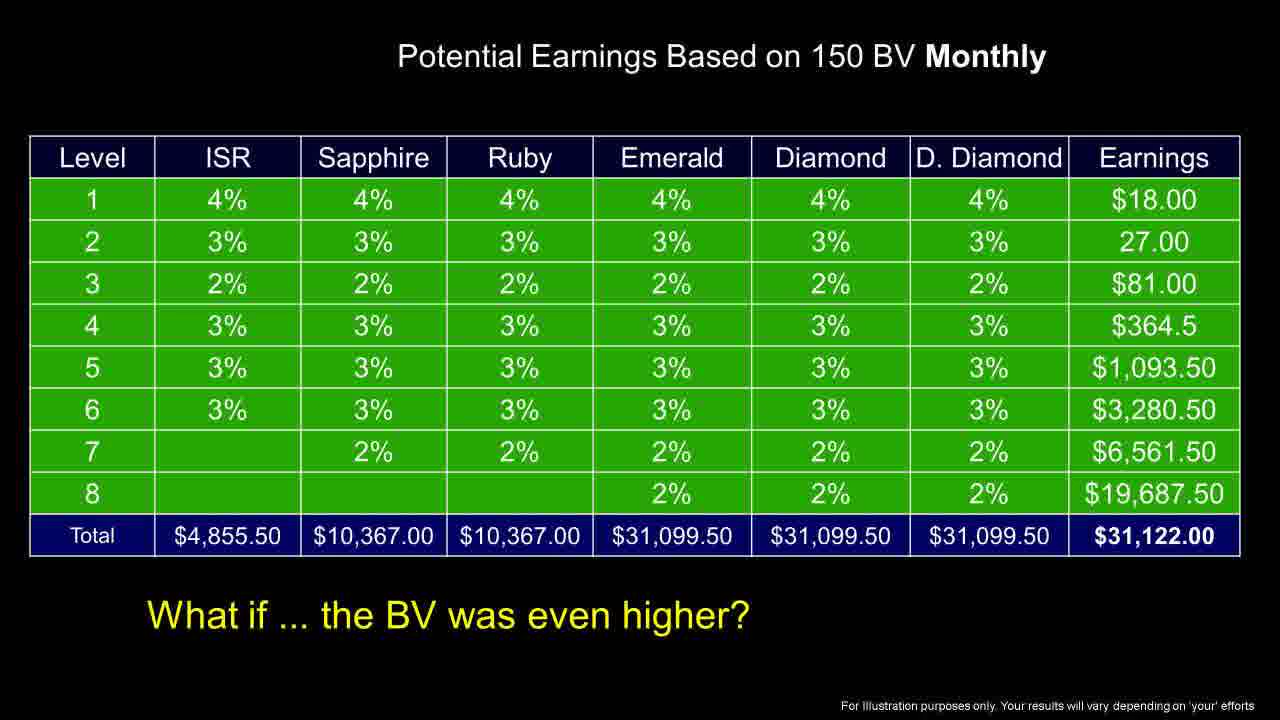 Potential Earnings Based on 150 BV Monthly
Level ISR Sapphire Ruby Emerald Diamond D. Diamond Earnings
1 4% 4% 4% 4% 4% 4% $18.00
2 3% 3% 3% 3% 3% 3% 27.00
3 2% 2% 2% 2% 2% 2% $81.00
4 3% 3% 3% 3% 3% 3% $364.5
5 3% 3% 3% 3% 3% 3% $1,093.50
6 3% 3% 3% 3% 3% 3% $3,280.50
7 2% 2% 2% 2% 2% $6,561.50
8 2% 2% 2% $19,687.50
Total $4,855.50 $10,367.00 $10,367.00 $31,099.50 $31,099.50 $31,099.50 $31,122.00
What if ... the BV was even higher?
For Illustration purposes only. Your results will vary depending on 'your' efforts